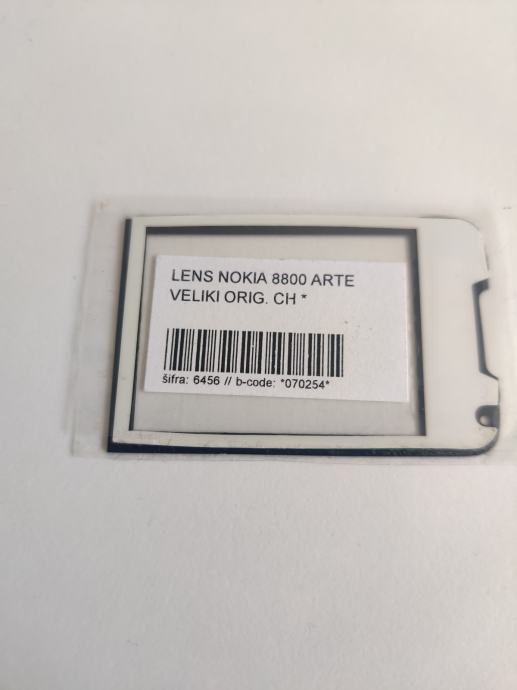 LENS NOKIA 8800 ARTE
VELIKI ORIG. CH *
šifra: 6456 // b-code: *070254*